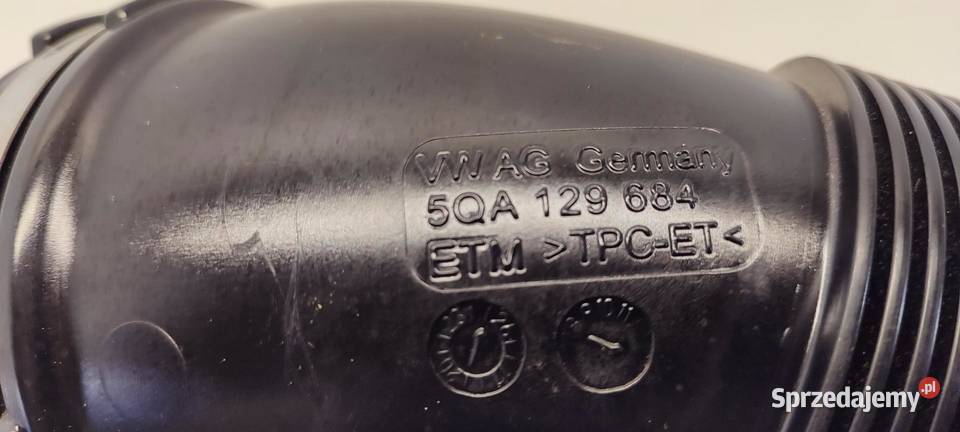 VW AG Germany
5QA 129 684
ETM >TPC-ET<
Sprzedajemy.pl